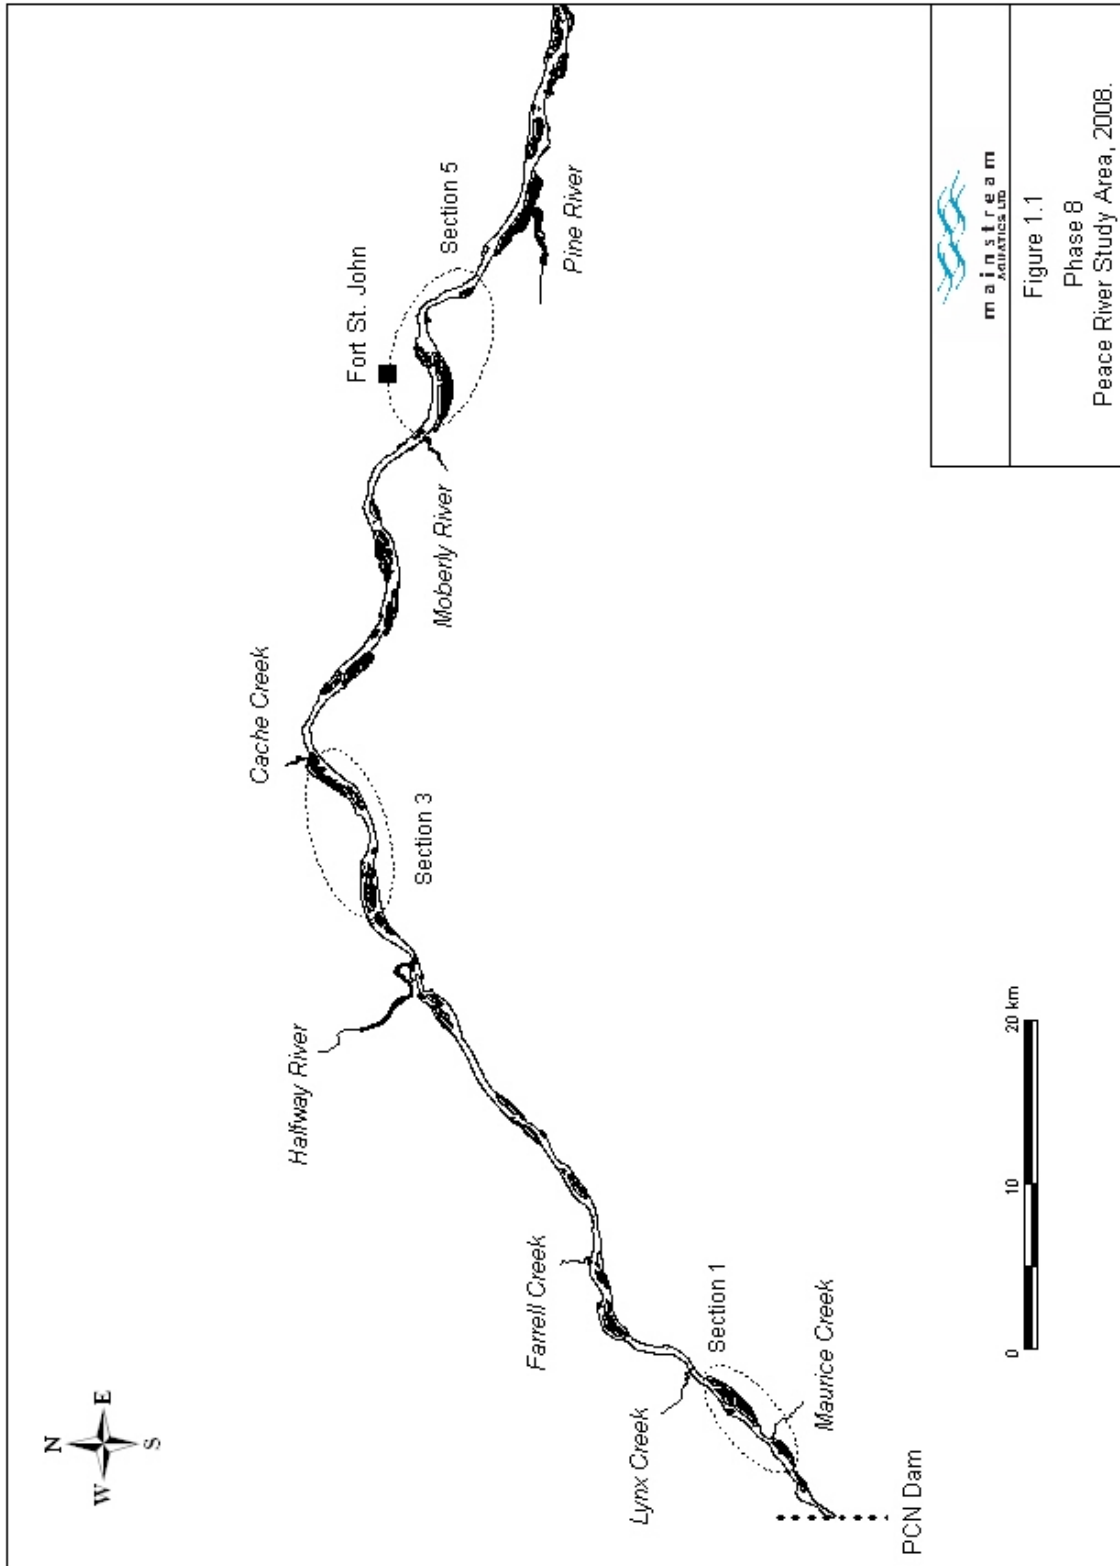 N
W
E
S
Cache Creek
Fort St. John
Halfway River
Section 3
Moberly River
Section 5
Pine River
Farrell Creek
Lynx Creek
Section 1
Maurice Creek
PCN Dam
0
10
20 km
mainstream
AQUATICS LTD
Figure 1.1
Phase 8
Peace River Study Area, 2008.